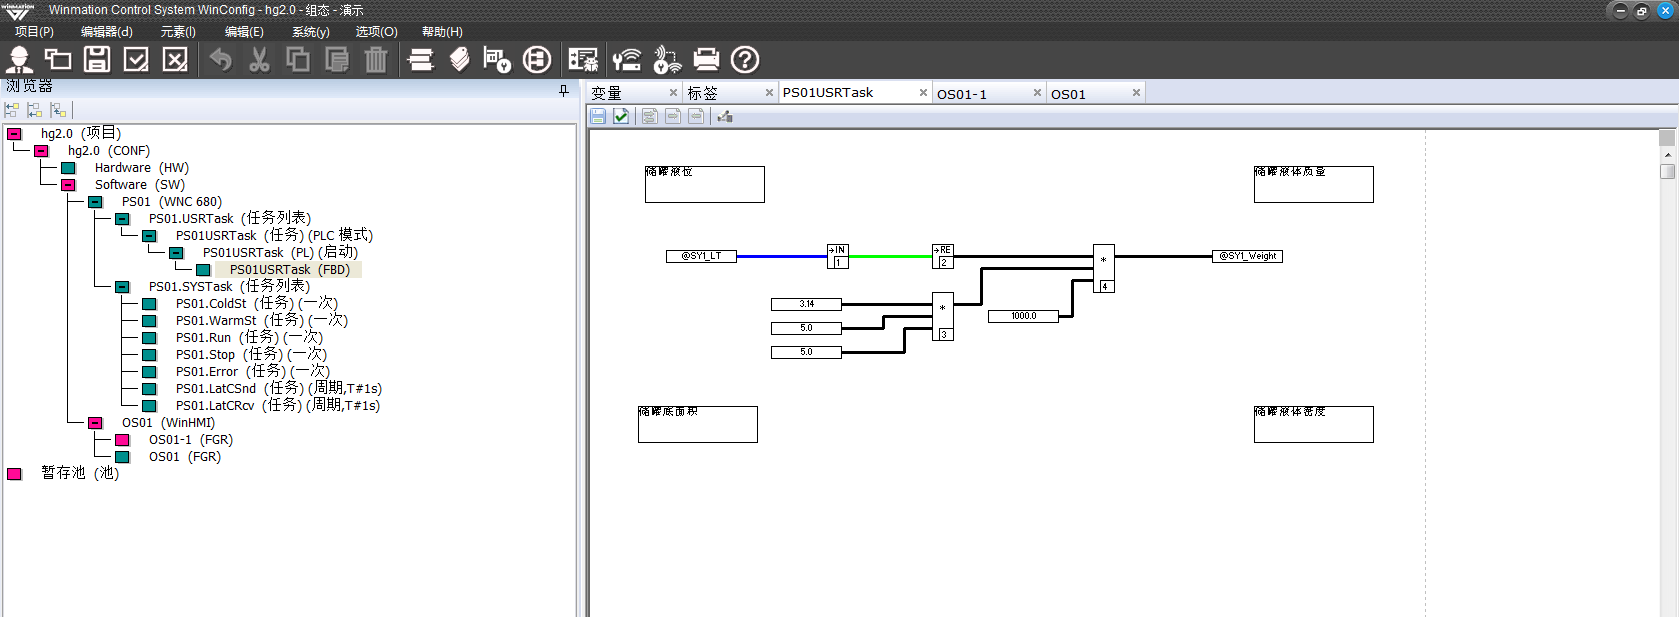 WINMATION
Winmation Control System WinConfig - hg2.0 - 组态 - 演示
项目(P) 编辑器(d) 元素(l) 编辑(E) 系统(y) 选项(O) 帮助(H)
浏览器
变量 标签 PS01USRTask OS01-1 OS01
hg2.0 (项目)
hg2.0 (CONF)
Hardware (HW)
Software (SW)
PS01 (WNC 680)
PS01.USRTask (任务列表)
PS01USRTask (任务) (PLC 模式)
PS01USRTask (PL) (启动)
PS01USRTask (FBD)
PS01.SYSTask (任务列表)
PS01.ColdSt (任务) (一次)
PS01.WarmSt (任务) (一次)
PS01.Run (任务) (一次)
PS01.Stop (任务) (一次)
PS01.Error (任务) (一次)
PS01.LatCSnd (任务) (周期,T#1s)
PS01.LatCRcv (任务) (周期,T#1s)
OS01 (WinHMI)
OS01-1 (FGR)
OS01 (FGR)
暂存池 (池)
储罐液位
储罐液体质量
@SY1_LT
IN
1
RE
2
*
4
@SY1_Weight
3.14
5.0
5.0
*
3
1000.0
储罐底面积
储罐液体密度